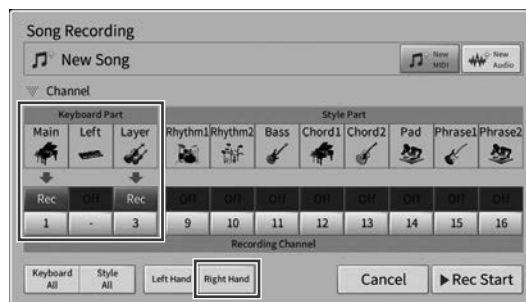 Song Recording
New Song
New MIDI
New Audio
Channel
Keyboard Part Style Part
Main Left Layer Rhythm1 Rhythm2 Bass Chord1 Chord2 Pad Phrase1 Phrase2
Rec Off Rec Off Off Off Off Off Off Off Off
1 - 3 9 10 11 12 13 14 15 16
Recording Channel
Keyboard All Style All Left Hand Right Hand Cancel Rec Start